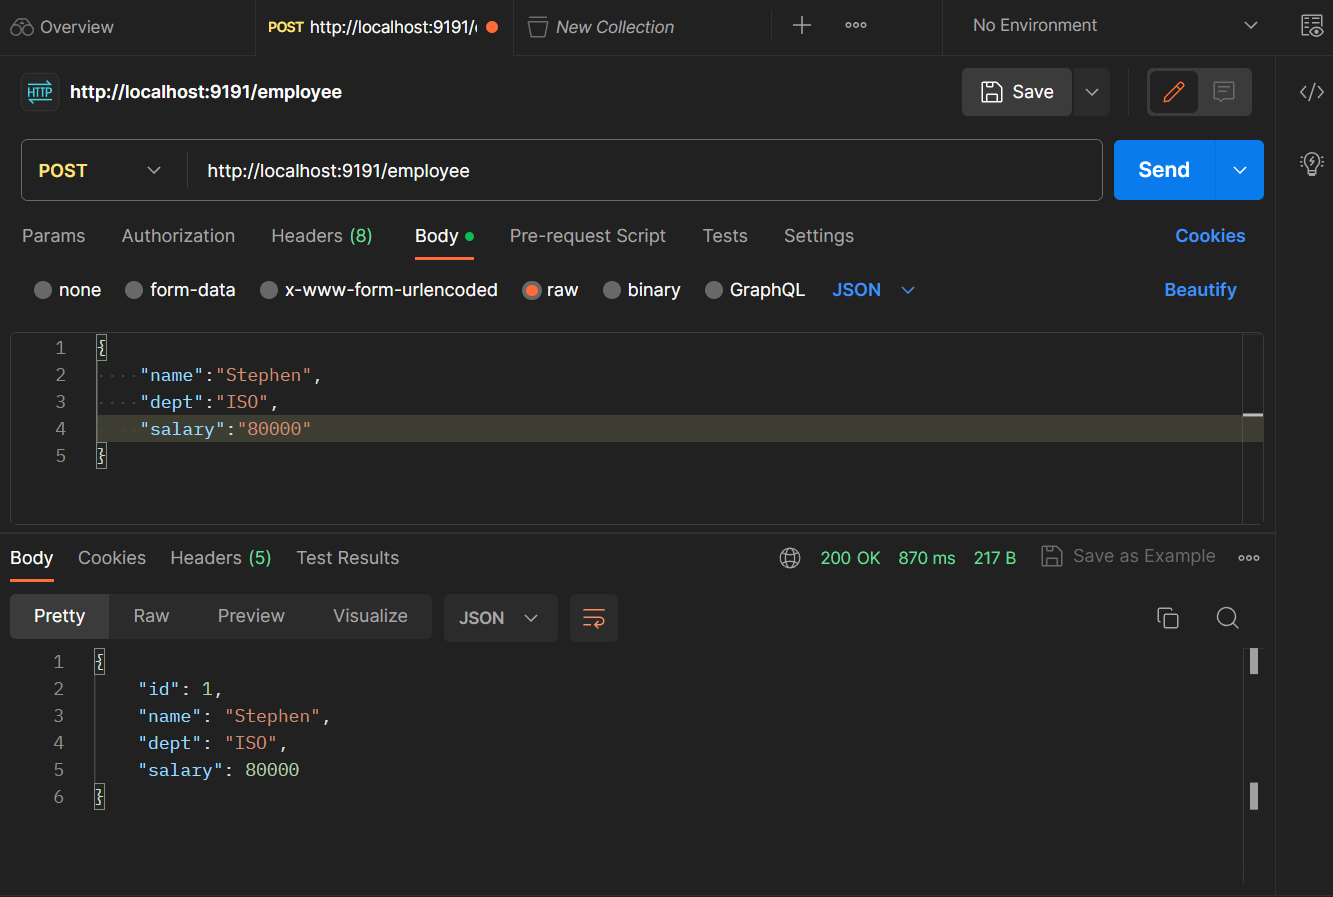 Overview POST http://localhost:9191/ New Collection No Environment
HTTP http://localhost:9191/employee Save
POST http://localhost:9191/employee Send
Params Authorization Headers (8) Body Pre-request Script Tests Settings Cookies
none form-data x-www-form-urlencoded raw binary GraphQL JSON Beautify
1 {
2 "name":"Stephen",
3 "dept":"ISO",
4 "salary":"80000"
5 }
Body Cookies Headers (5) Test Results 200 OK 870 ms 217 B Save as Example
Pretty Raw Preview Visualize JSON
1 {
2 "id": 1,
3 "name": "Stephen",
4 "dept": "ISO",
5 "salary": 80000
6 }